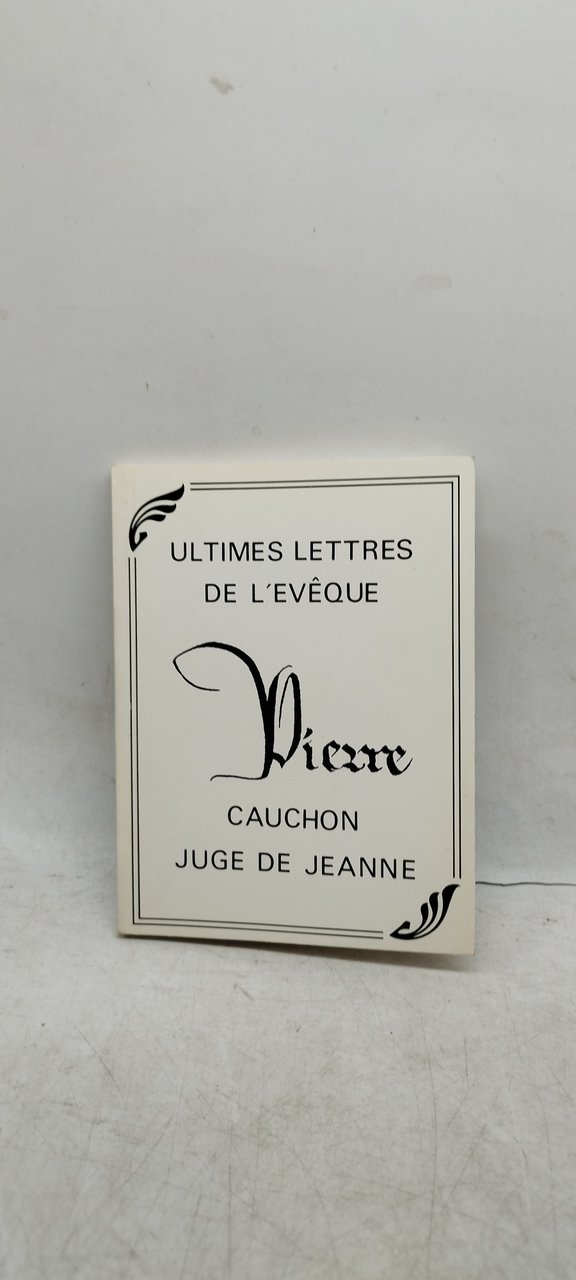 ULTIMES LETTRES
DE L'EVÊQUE
Pierre
CAUCHON
JUGE DE JEANNE